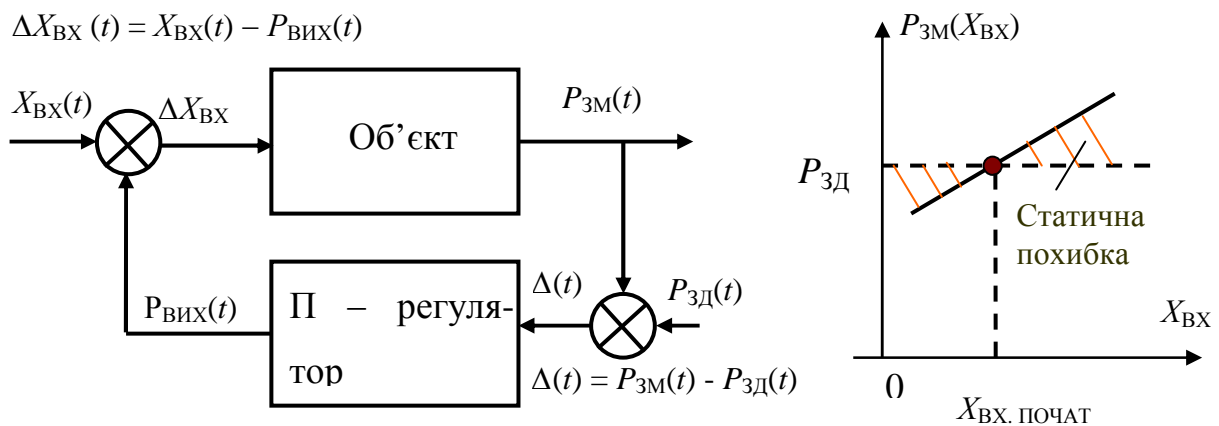 ΔX_ВХ (t) = X_ВХ(t) – P_ВИХ(t)
X_ВХ(t)
ΔX_ВХ
Об’єкт
P_ЗМ(t)
P_ВИХ(t)
П – регуля-
тор
Δ(t)
P_ЗД(t)
Δ(t) = P_ЗМ(t) - P_ЗД(t)
P_ЗМ(X_ВХ)
P_ЗД
Статична
похибка
X_ВХ
0
X_ВХ. ПОЧАТ